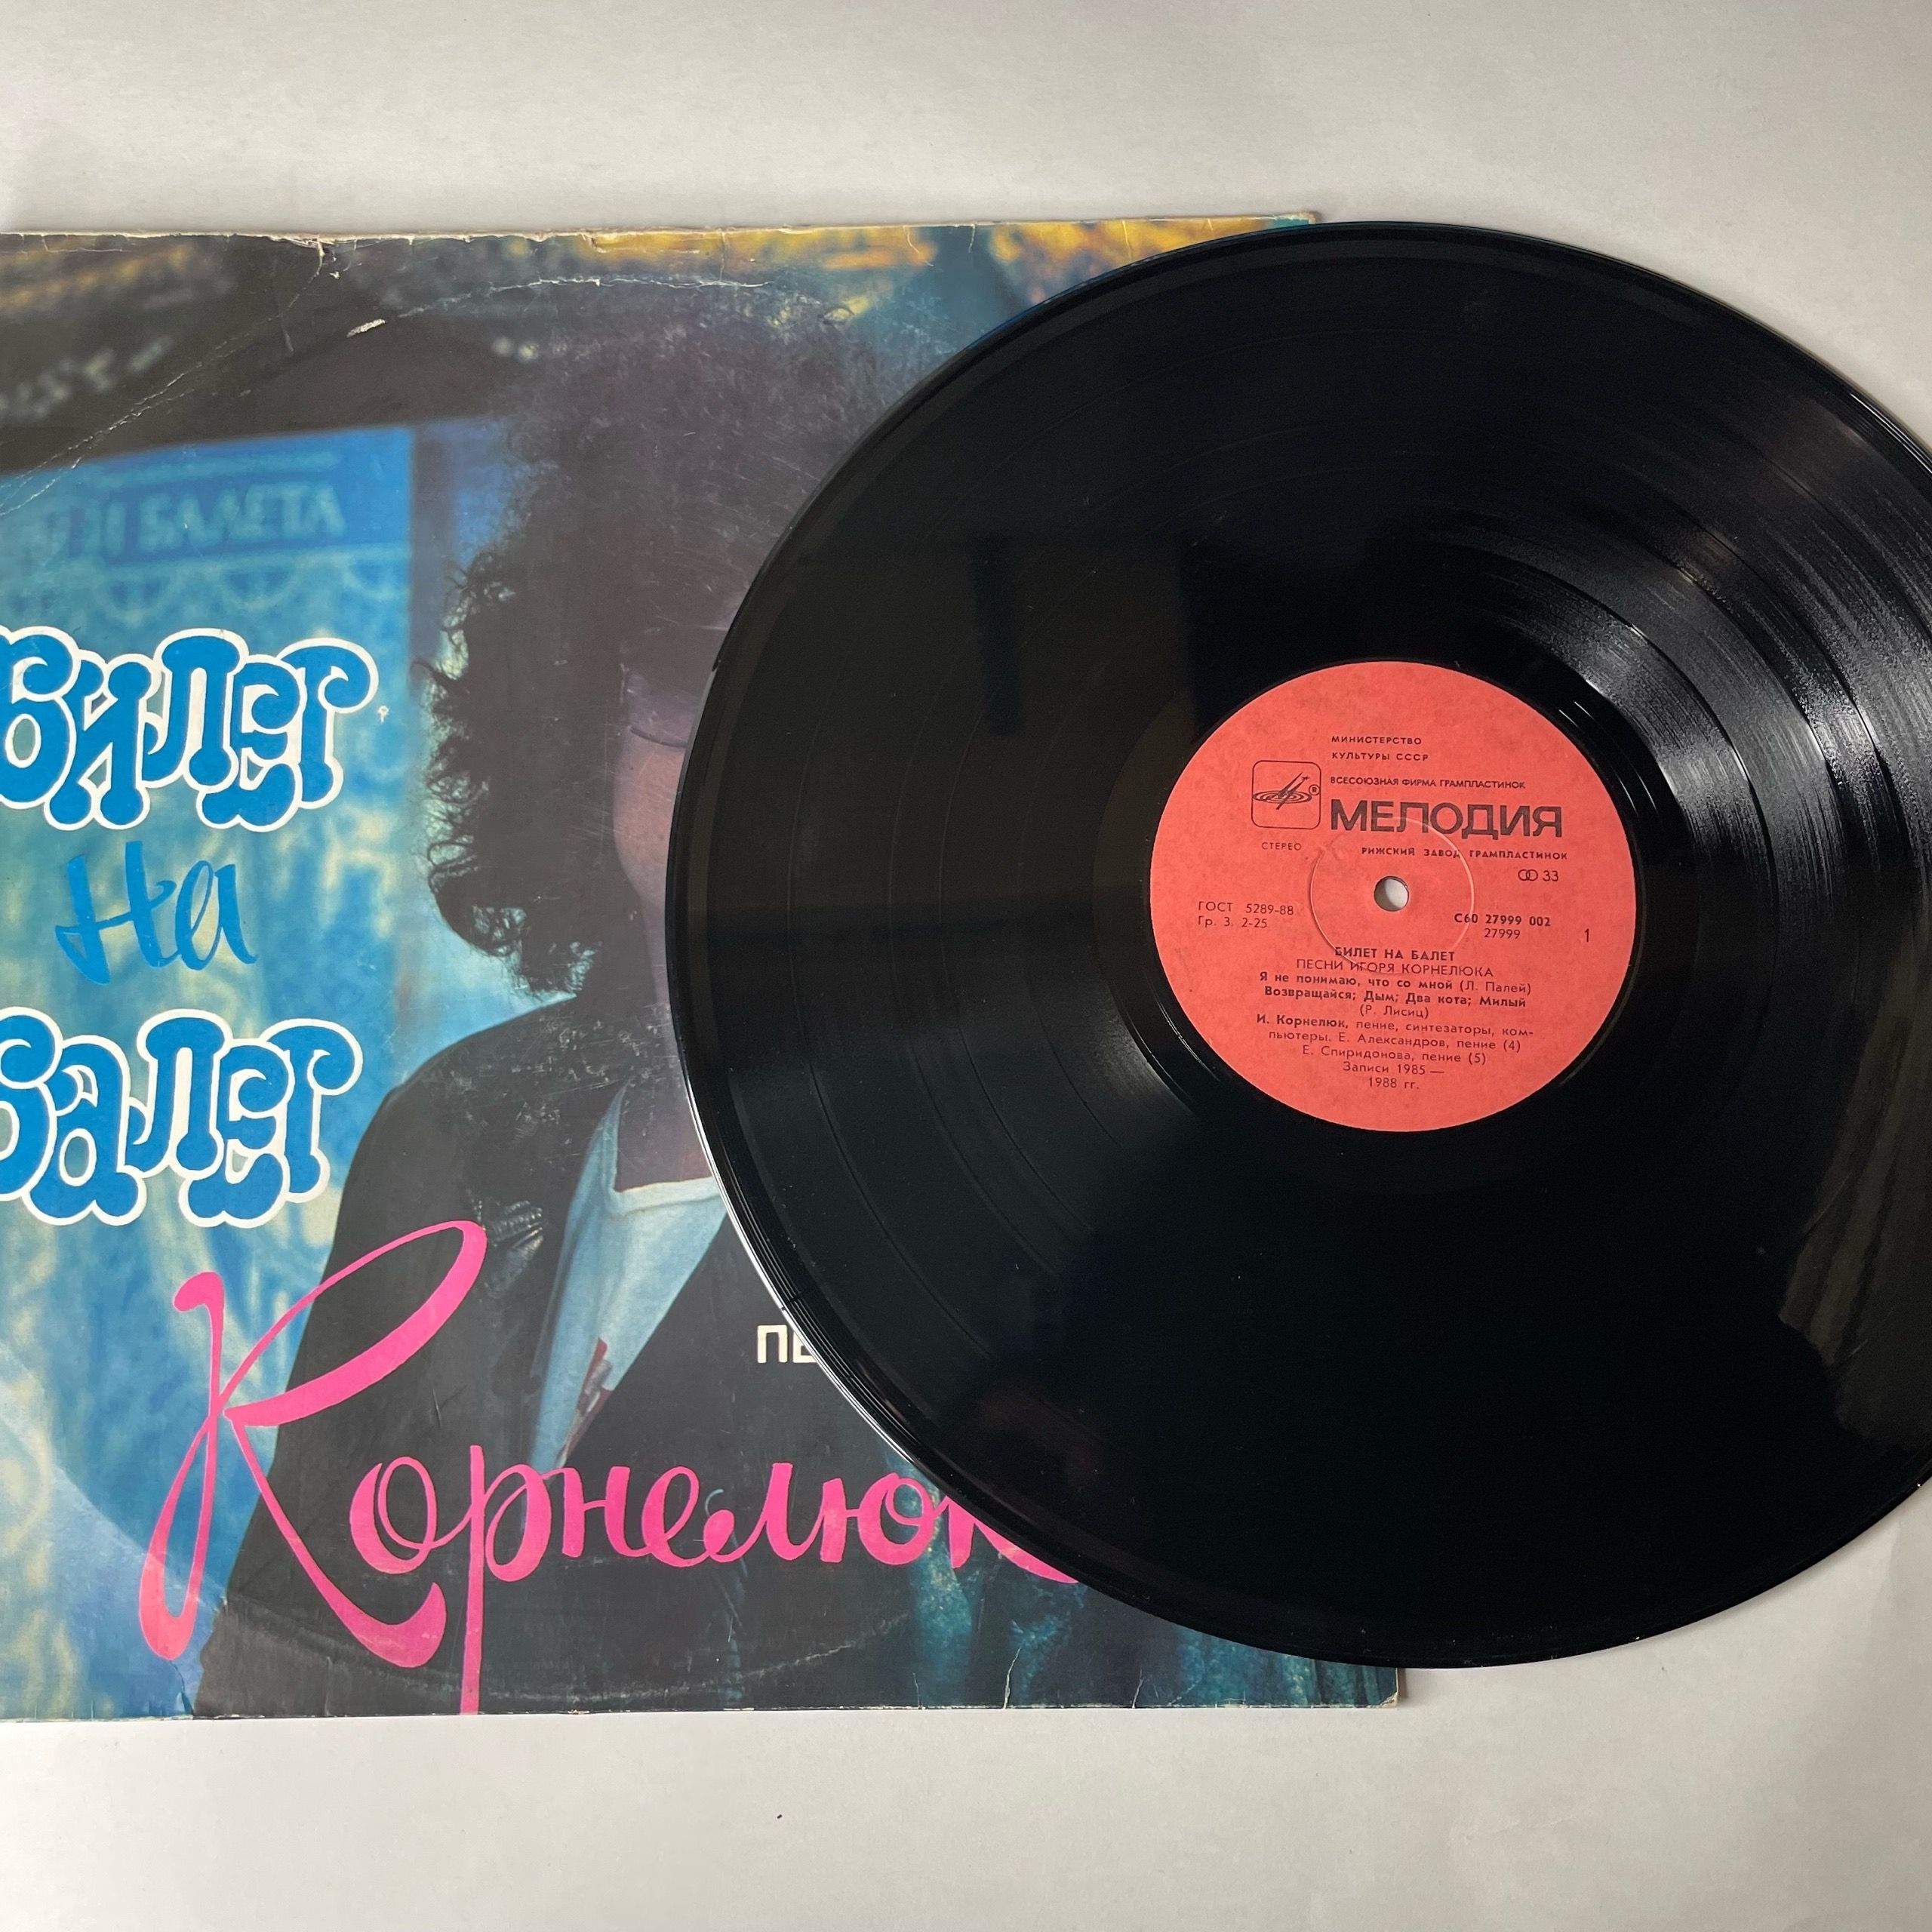 БАЛЕТА
Билет
на
балет
Корнелюк
МИНИСТЕРСТВО
КУЛЬТУРЫ СССР
ВСЕСОЮЗНАЯ ФИРМА ГРАМПЛАСТИНОК
МЕЛОДИЯ
СТЕРЕО
РИЖСКИЙ ЗАВОД ГРАМПЛАСТИНОК
33
ГОСТ 5289-88
Гр. 3. 2-25
С60 27999 002
27999
1
БИЛЕТ НА БАЛЕТ
ПЕСНИ ИГОРЯ КОРНЕЛЮКА
Я не понимаю, что со мной (Л. Палей)
Возвращайся; Дым; Два кота; Милый
(Р. Лисиц)
И. Корнелюк, пение, синтезаторы, ком-
пьютеры. Е. Александров, пение (4)
Е. Спиридонова, пение (5)
Записи 1985 —
1988 гг.